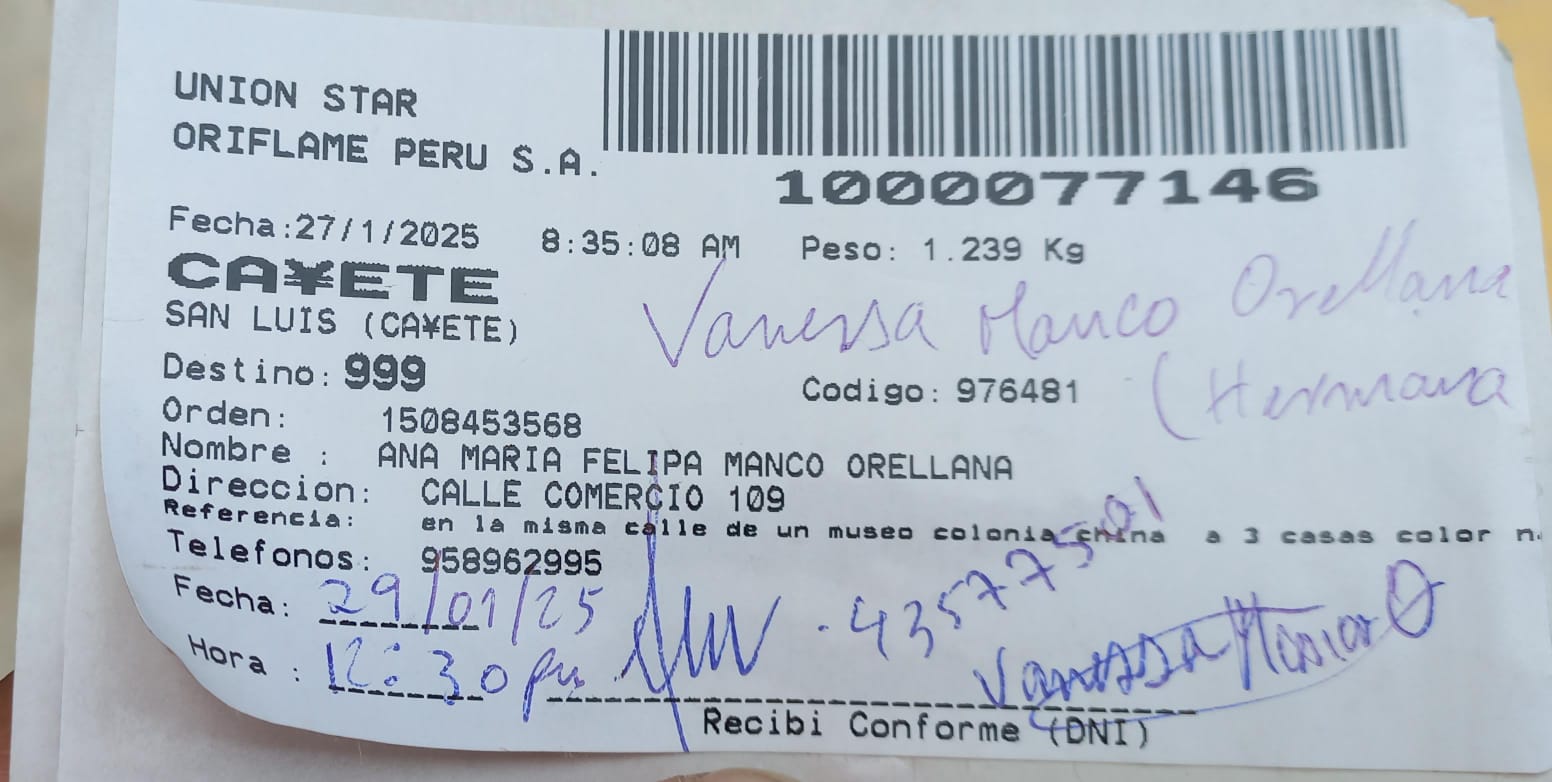 UNION STAR
ORIFLAME PERU S.A.
1000077146
Fecha:27/1/2025 8:35:08 AM Peso: 1.239 Kg
CA¥ETE
SAN LUIS (CA¥ETE)
Vanessa Manco Orellana
(Hermana
Destino: 999 Codigo: 976481
Orden: 1508453568
Nombre : ANA MARIA FELIPA MANCO ORELLANA
Direccion: CALLE COMERCIO 109
Referencia: en la misma calle de un museo colonia china a 3 casas color n
Telefonos: 958962995
Fecha: 29/01/25
Hora : 12:30 pm
Vanessa Manco O
Recibi Conforme (DNI)